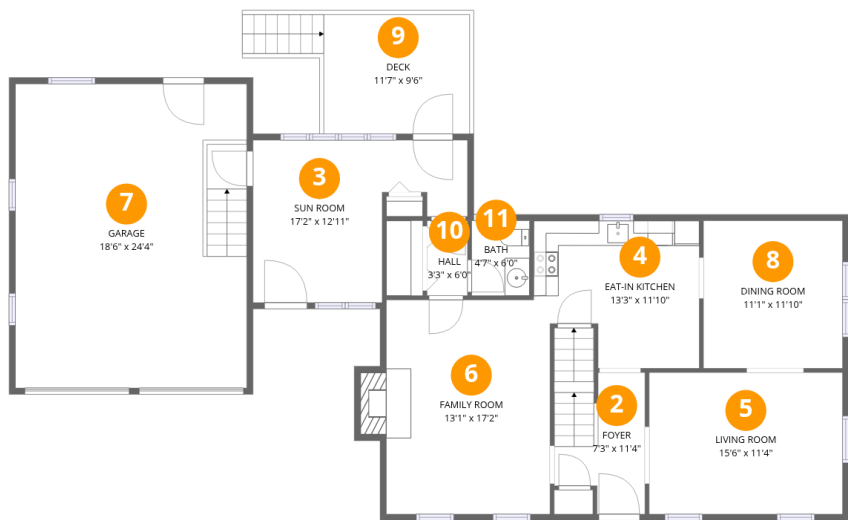 9
DECK
11'7" x 9'6"
3
SUN ROOM
17'2" x 12'11"
7
GARAGE
18'6" x 24'4"
10
HALL
3'3" x 6'0"
11
BATH
4'7" x 6'0"
4
EAT-IN KITCHEN
13'3" x 11'10"
8
DINING ROOM
11'1" x 11'10"
6
FAMILY ROOM
13'1" x 17'2"
2
FOYER
7'3" x 11'4"
5
LIVING ROOM
15'6" x 11'4"